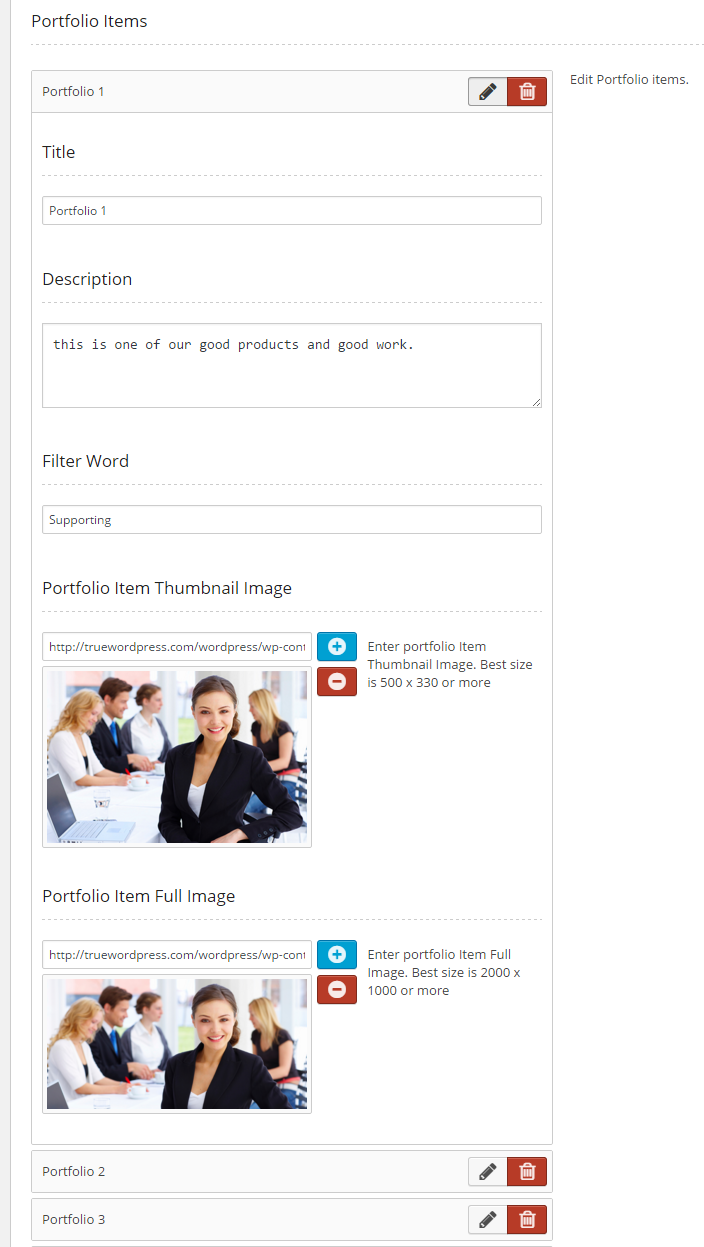 Portfolio Items
Portfolio 1
Edit Portfolio items.
Title
Portfolio 1
Description
this is one of our good products and good work.
Filter Word
Supporting
Portfolio Item Thumbnail Image
http://truewordpress.com/wordpress/wp-cont
Enter portfolio Item
Thumbnail Image. Best size
is 500 x 330 or more
Portfolio Item Full Image
http://truewordpress.com/wordpress/wp-cont
Enter portfolio Item Full
Image. Best size is 2000 x
1000 or more
Portfolio 2
Portfolio 3